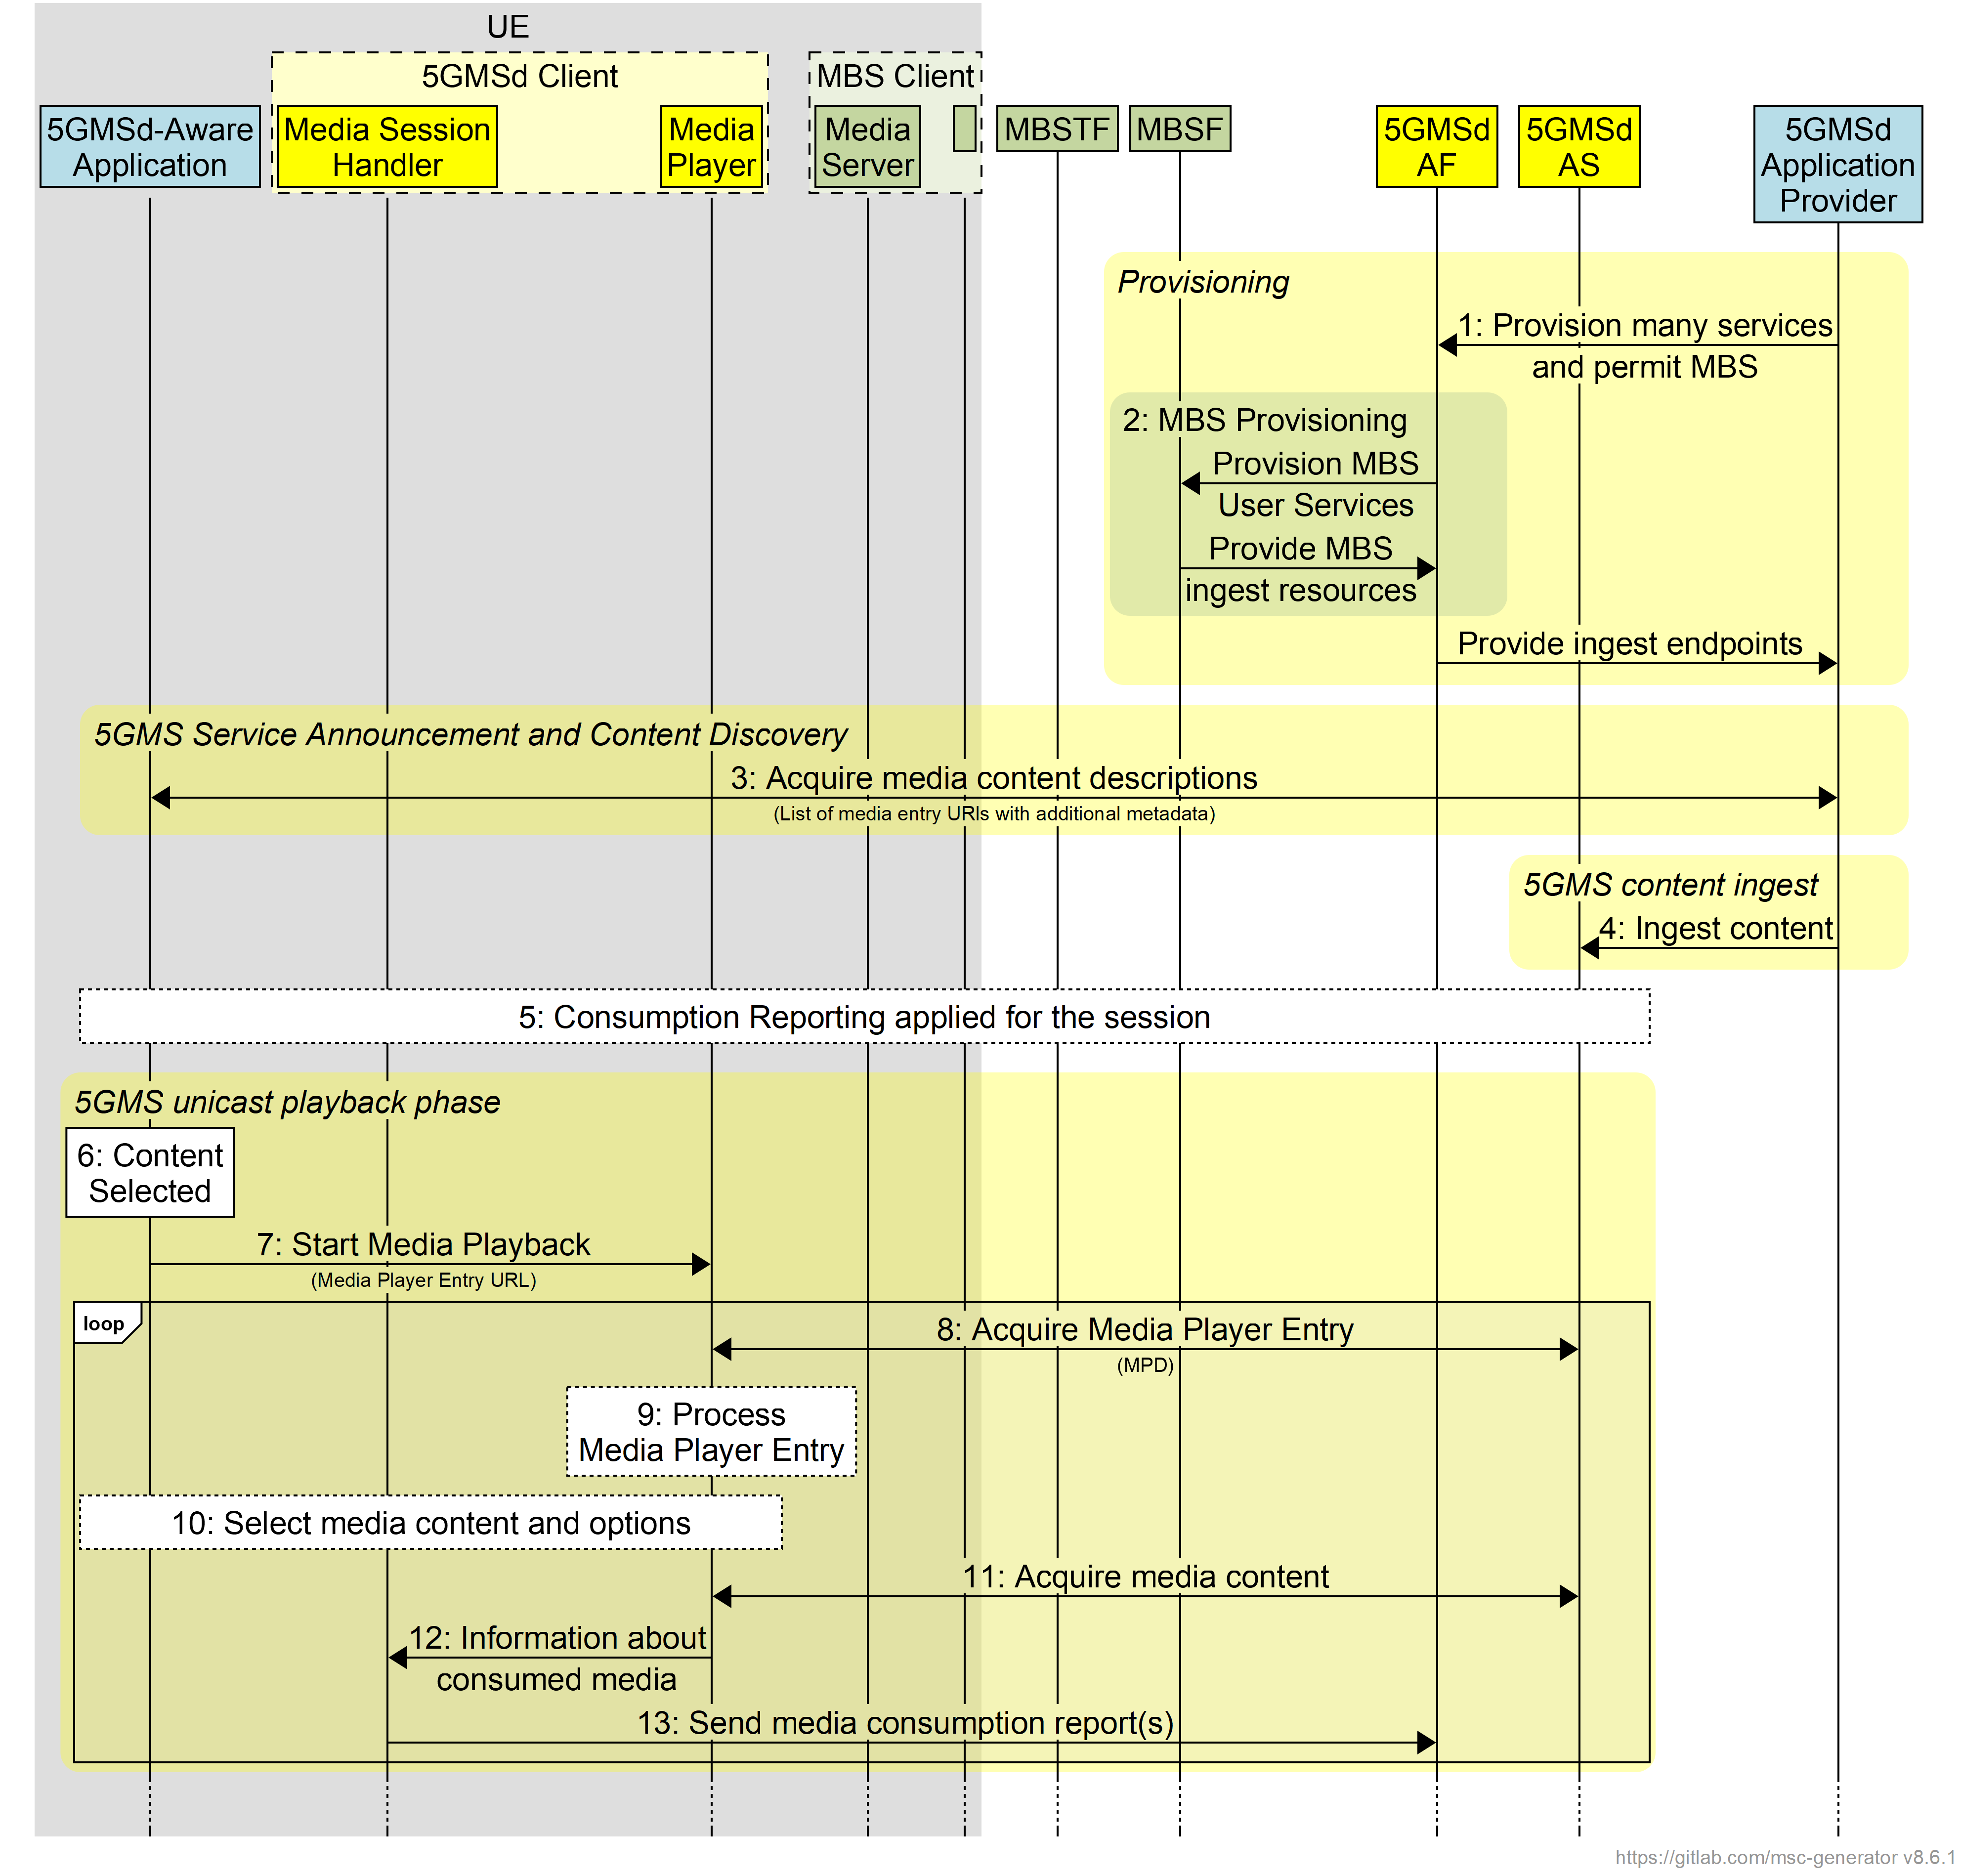 UE
5GMSd Client
MBS Client
5GMSd-Aware
Application
Media Session
Handler
Media
Player
Media
Server
MBSTF
MBSF
5GMSd
AF
5GMSd
AS
5GMSd
Application
Provider
Provisioning
1: Provision many services
and permit MBS
2: MBS Provisioning
Provision MBS
User Services
Provide MBS
ingest resources
Provide ingest endpoints
5GMS Service Announcement and Content Discovery
3: Acquire media content descriptions
(List of media entry URIs with additional metadata)
5GMS content ingest
4: Ingest content
5: Consumption Reporting applied for the session
5GMS unicast playback phase
6: Content
Selected
7: Start Media Playback
(Media Player Entry URL)
loop
8: Acquire Media Player Entry
(MPD)
9: Process
Media Player Entry
10: Select media content and options
11: Acquire media content
12: Information about
consumed media
13: Send media consumption report(s)
https://gitlab.com/msc-generator v8.6.1